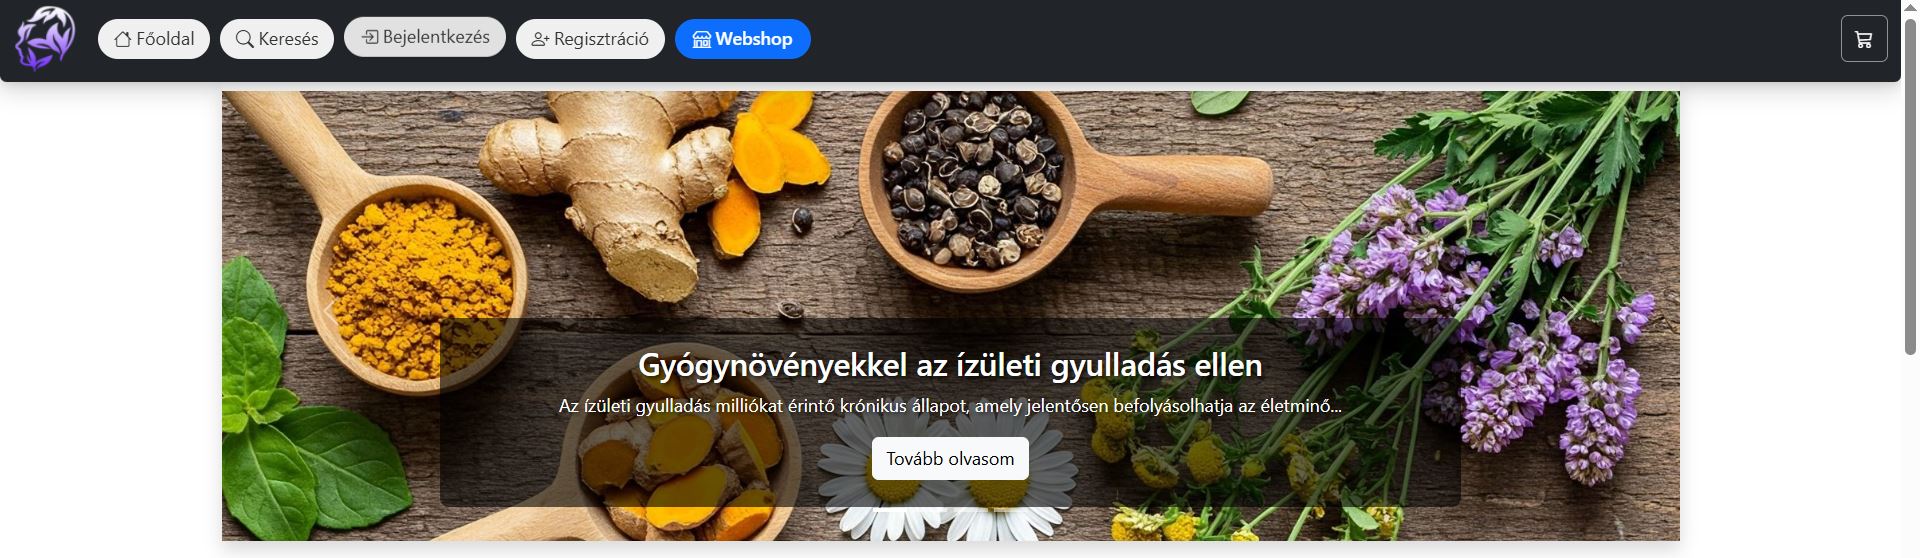 Főoldal
Keresés
Bejelentkezés
Regisztráció
Webshop
Gyógynövényekkel az ízületi gyulladás ellen
Az ízületi gyulladás milliókat érintő krónikus állapot, amely jelentősen befolyásolhatja az életminő...
Tovább olvasom